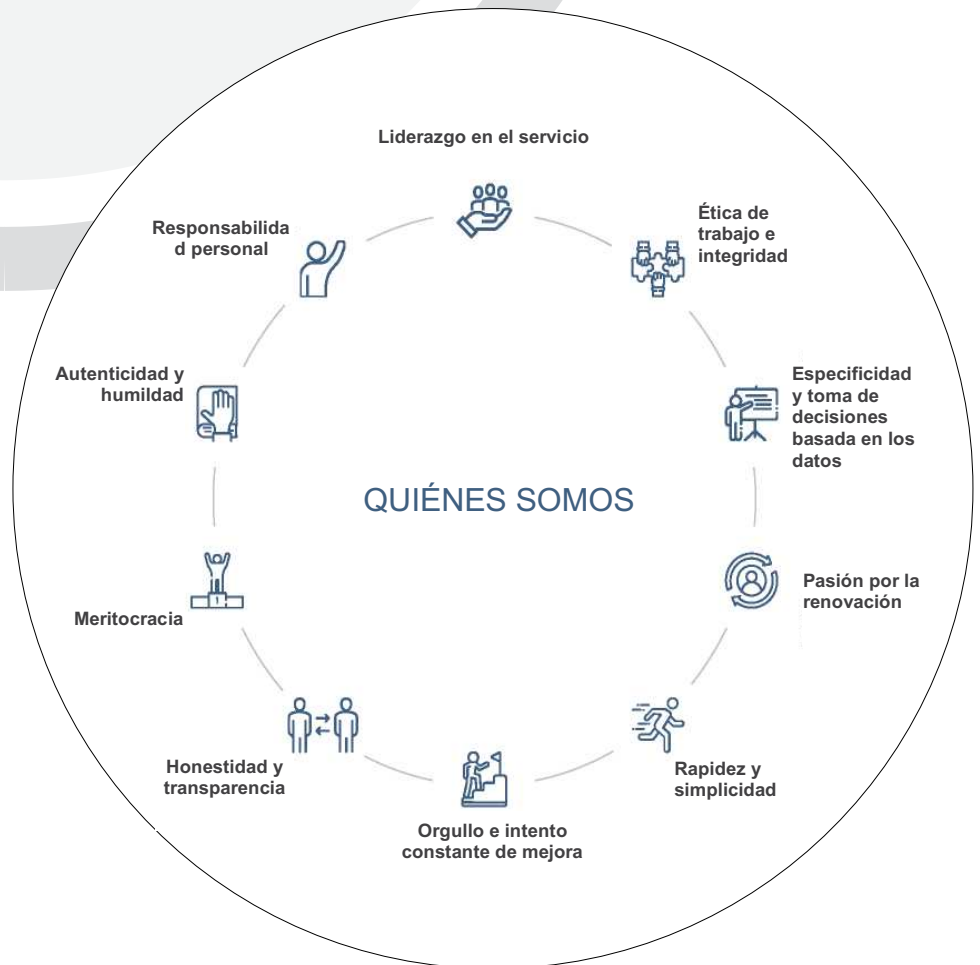 Liderazgo en el servicio
Ética de
trabajo e
integridad
Especificidad
y toma de
decisiones
basada en los
datos
Pasión por la
renovación
Rapidez y
simplicidad
Orgullo e intento
constante de mejora
Honestidad y
transparencia
Meritocracia
Autenticidad y
humildad
Responsabilida
d personal
QUIÉNES SOMOS
1